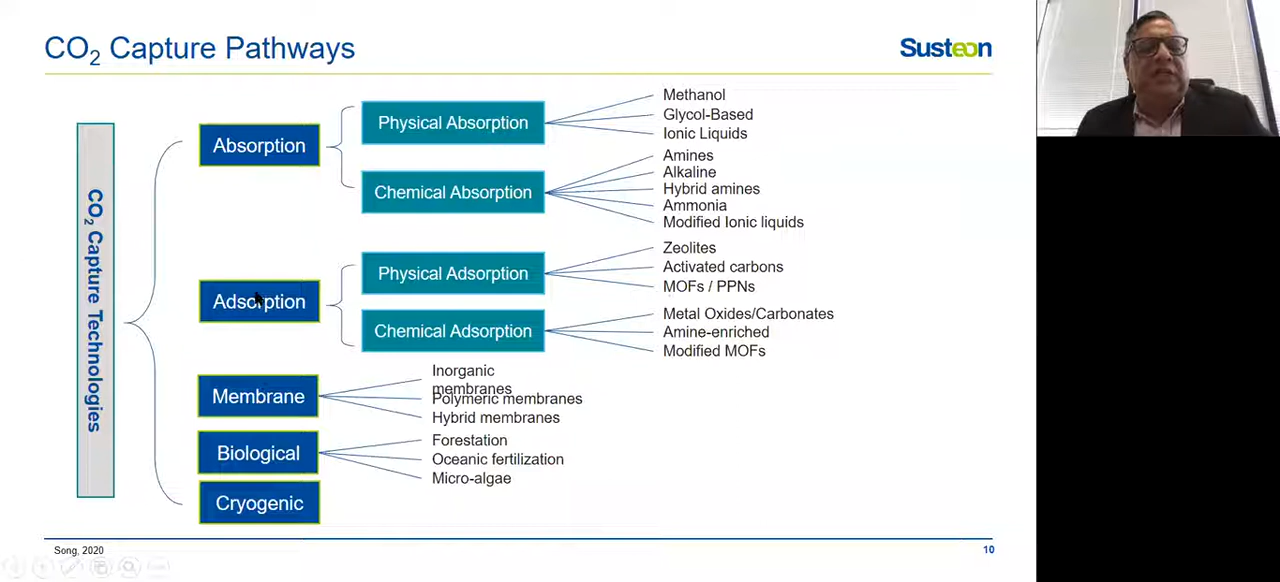 CO2 Capture Pathways
Susteon
CO2 Capture Technologies
Absorption
Physical Absorption
Methanol
Glycol-Based
Ionic Liquids
Chemical Absorption
Amines
Alkaline
Hybrid amines
Ammonia
Modified Ionic liquids
Adsorption
Physical Adsorption
Zeolites
Activated carbons
MOFs / PPNs
Chemical Adsorption
Metal Oxides/Carbonates
Amine-enriched
Modified MOFs
Membrane
Inorganic
membranes
Polymeric membranes
Hybrid membranes
Biological
Forestation
Oceanic fertilization
Micro-algae
Cryogenic
Song, 2020
10